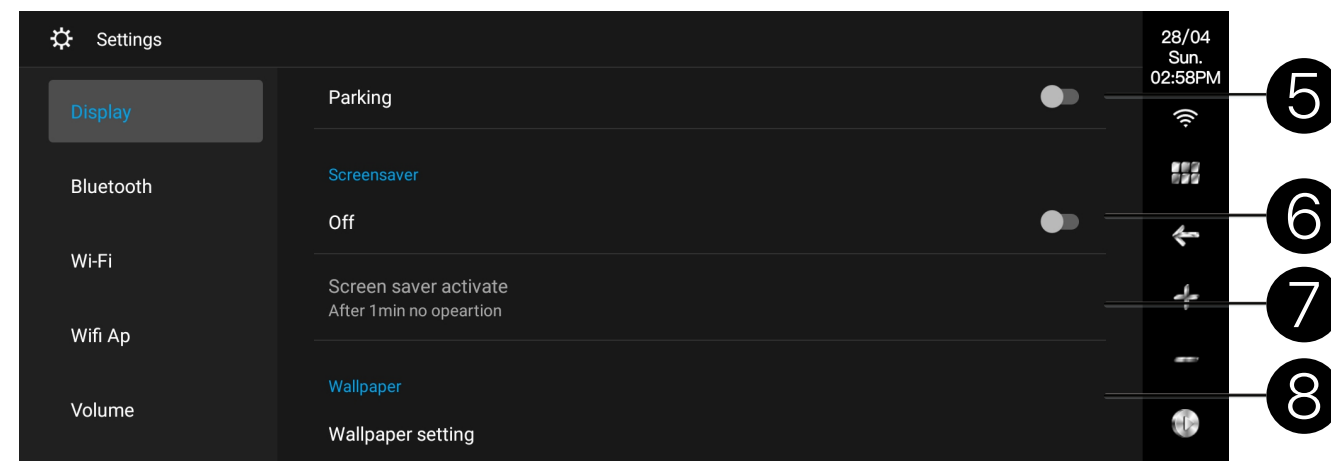 Settings
28/04
Sun.
02:58PM
Display
Bluetooth
Wi-Fi
Wifi Ap
Volume
Parking
Screensaver
Off
Screen saver activate
After 1min no opeartion
Wallpaper
Wallpaper setting
5
6
7
8